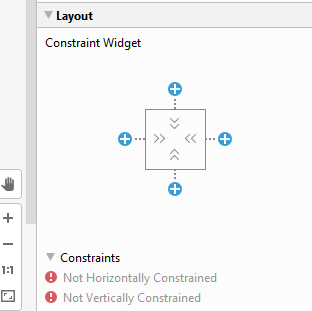 Layout
Constraint Widget
1:1
Constraints
Not Horizontally Constrained
Not Vertically Constrained